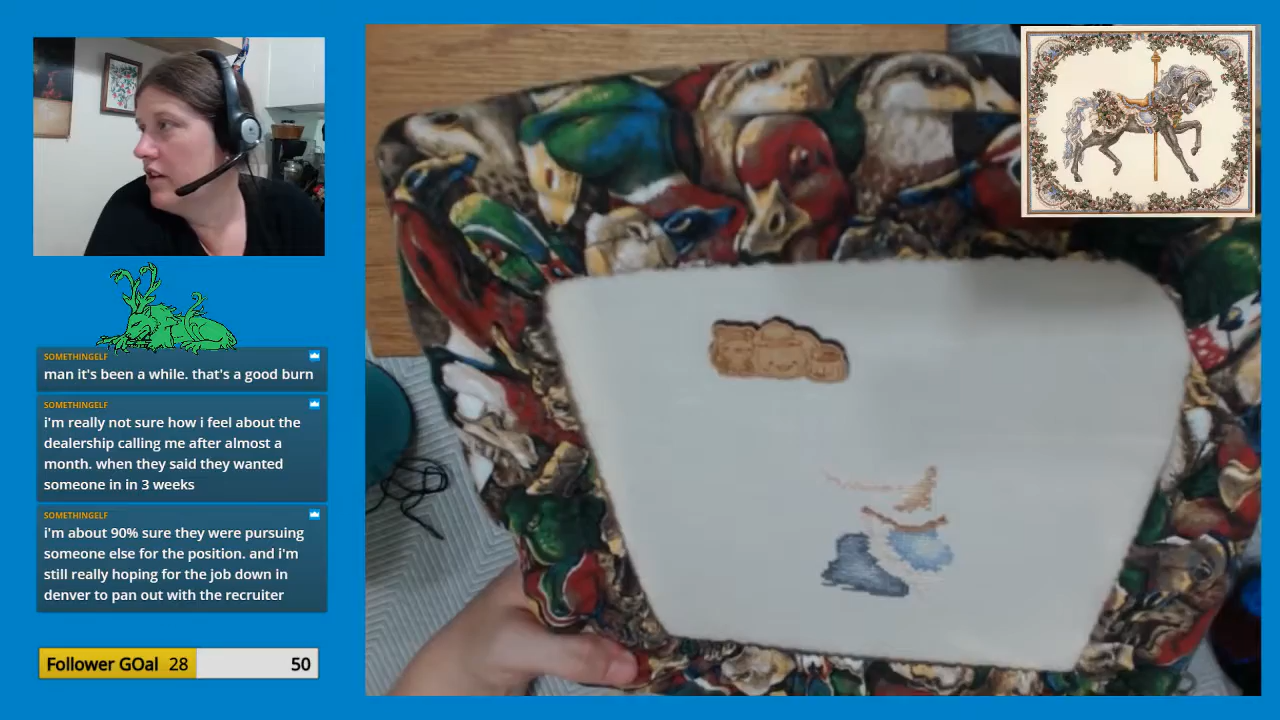 SOMETHINGELF
man it's been a while. that's a good burn
SOMETHINGELF
i'm really not sure how i feel about the
dealership calling me after almost a
month. when they said they wanted
someone in in 3 weeks
SOMETHINGELF
i'm about 90% sure they were pursuing
someone else for the position. and i'm
still really hoping for the job down in
denver to pan out with the recruiter
Follower GOal 28 50